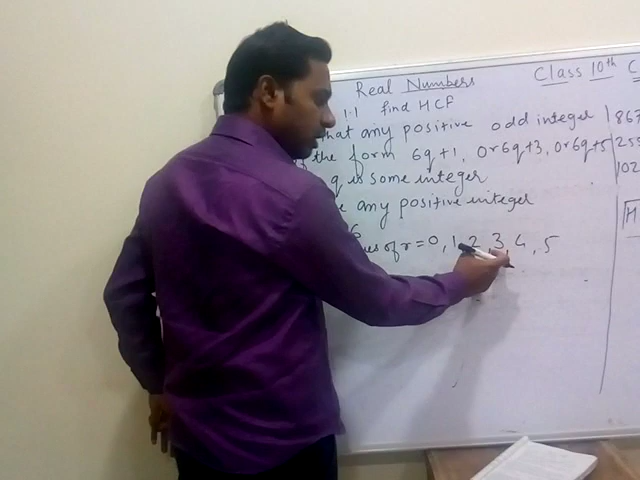 Real Numbers
Class 10th C
1.1 find HCF
that any positive odd integer
the form 6q+1, or 6q+3, or 6q+5
q is some integer
any positive integer
6
of r = 0, 1, 2, 3, 4, 5
867
255
102
H